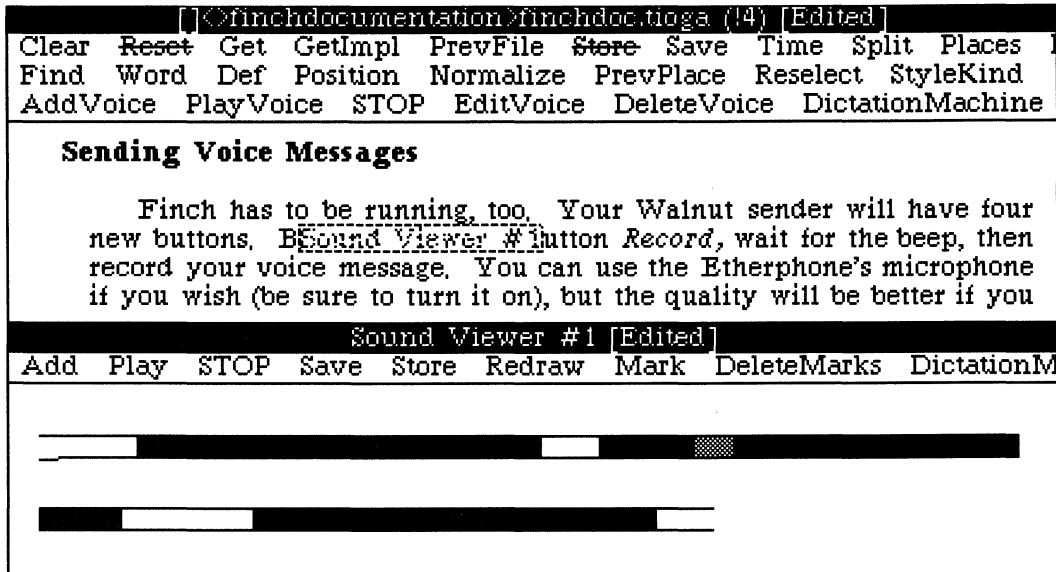 []<>finchdocumentation>finchdoc.tioga (!4) [Edited]
Clear Reset Get GetImpl PrevFile Store Save Time Split Places
Find Word Def Position Normalize PrevPlace Reselect StyleKind
AddVoice PlayVoice STOP EditVoice DeleteVoice DictationMachine
Sending Voice Messages
Finch has to be running, too. Your Walnut sender will have four
new buttons. BSound Viewer #1utton Record, wait for the beep, then
record your voice message. You can use the Etherphone's microphone
if you wish (be sure to turn it on), but the quality will be better if you
Sound Viewer #1 [Edited]
Add Play STOP Save Store Redraw Mark DeleteMarks DictationM